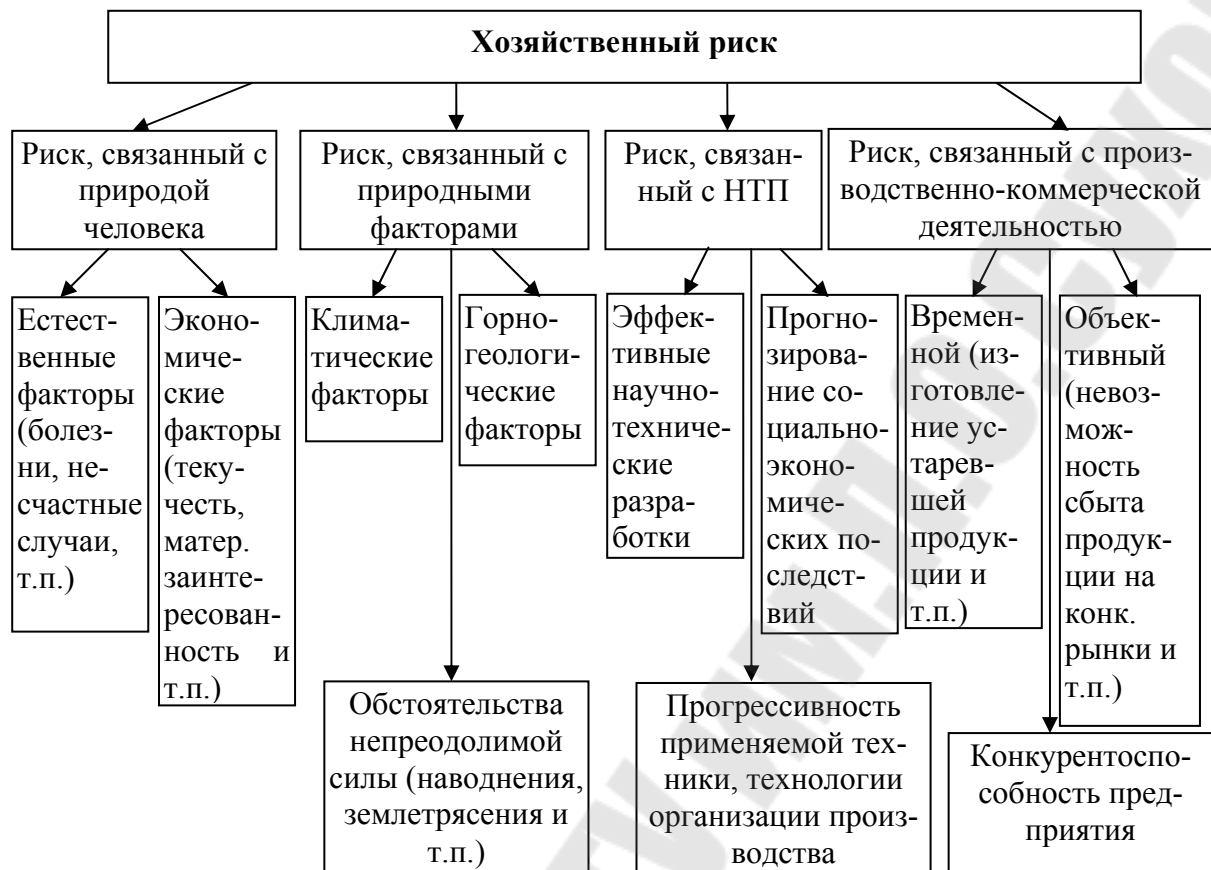 Хозяйственный риск
Риск, связанный с
природой
человека
Риск, связанный с
природными
факторами
Риск, связан-
ный с НТП
Риск, связанный с произ-
водственно-коммерческой
деятельностью
Естест-
венные
факторы
(болез-
ни, не-
счастные
случаи,
т.п.)
Эконо-
мичес-
ские
факторы
(теку-
честь,
матер.
заинте-
ресован-
ность и
т.п.)
Клима-
тические
факторы
Горно-
геологи-
ческие
факторы
Эффек-
тивные
научно-
техниче-
ские
разра-
ботки
Прогно-
зирова-
ние со-
циально-
эконо-
миче-
ских по-
следст-
вий
Времен-
ной (из-
готовле-
ние ус-
тарев-
шей
продук-
ции и
т.п.)
Объек-
тивный
(невоз-
мож-
ность
сбыта
продук-
ции на
конк.
рынки и
т.п.)
Обстоятельства
непреодолимой
силы (наводнения,
землетрясения и
т.п.)
Прогрессивность
применяемой тех-
ники, технологии
организации произ-
водства
Конкурентоспо-
собность пред-
приятия